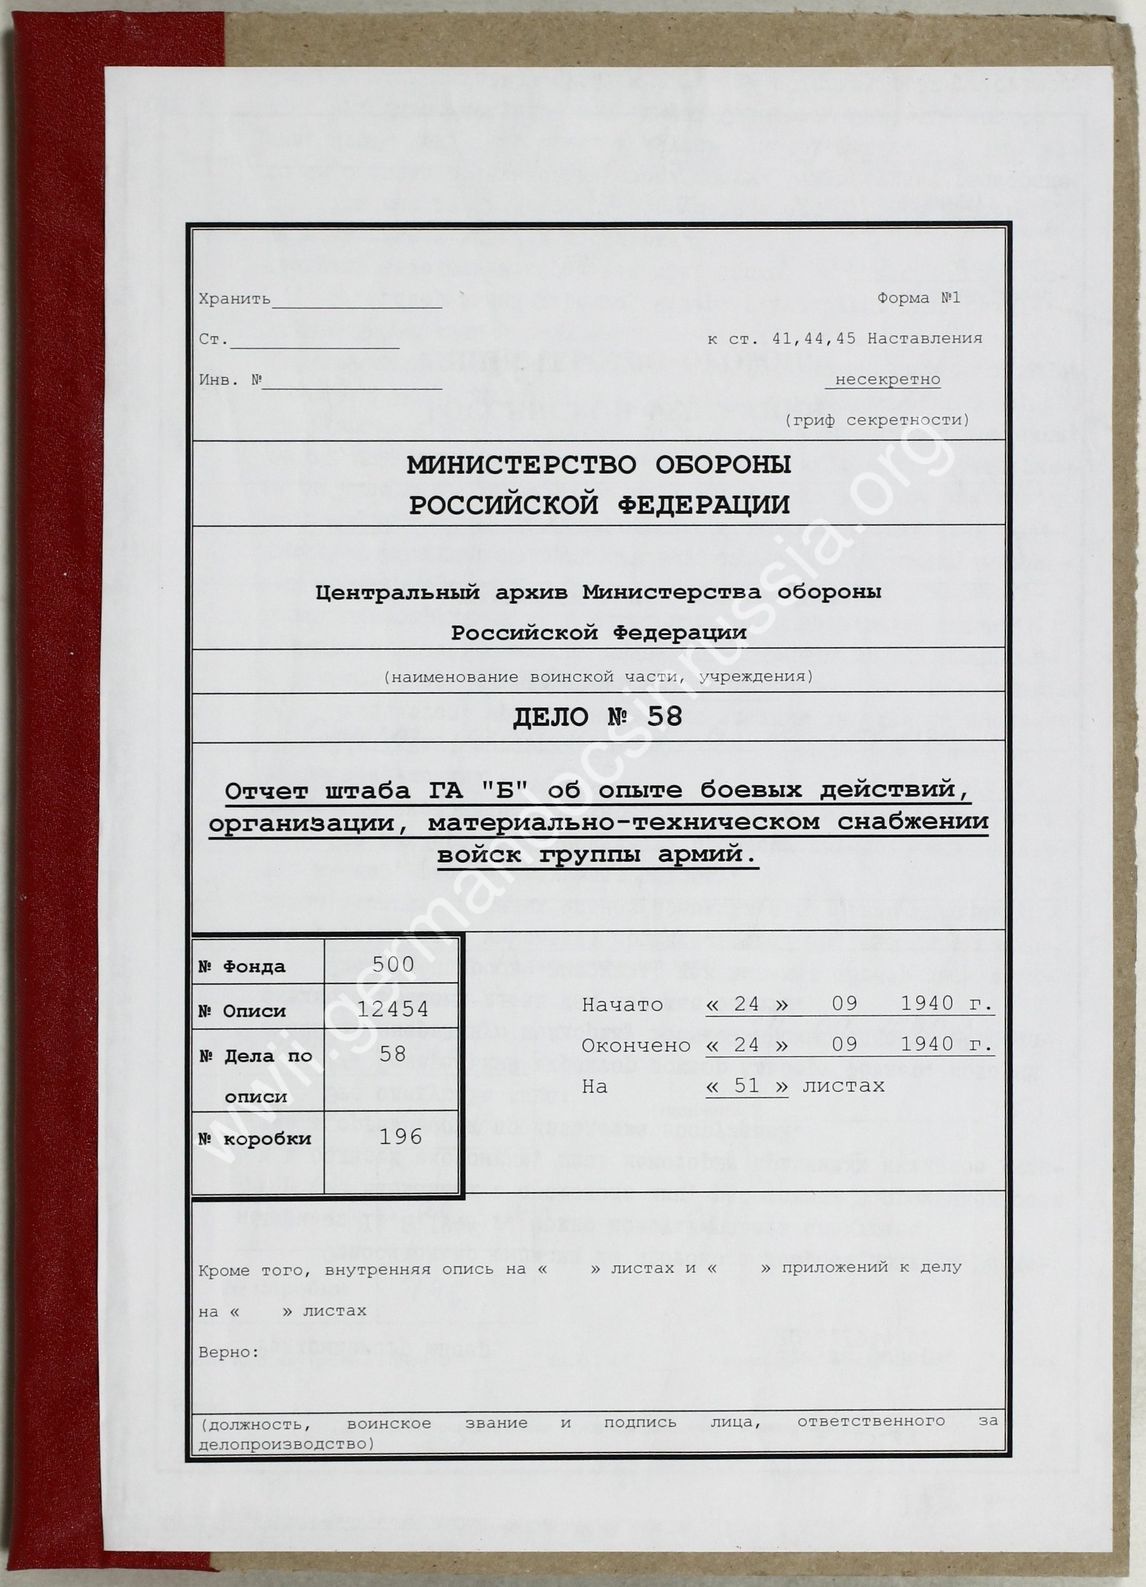 Хранить
Форма №1
Ст.
к ст. 41,44,45 Наставления
Инв. №
несекретно
(гриф секретности)
МИНИСТЕРСТВО ОБОРОНЫ
РОССИЙСКОЙ ФЕДЕРАЦИИ
Центральный архив Министерства обороны
Российской Федерации
(наименование воинской части, учреждения)
ДЕЛО № 58
Отчет штаба ГА "Б" об опыте боевых действий,
организации, материально-техническом снабжении
войск группы армий.
№ Фонда 500
№ Описи 12454
№ Дела по 58
описи
№ коробки 196
Начато « 24 » 09 1940 г.
Окончено « 24 » 09 1940 г.
На « 51 » листах
Кроме того, внутренняя опись на « » листах и « » приложений к делу
на « » листах
Верно:
(должность, воинское звание и подпись лица, ответственного за
делопроизводство)
wwii.germandocsinrussia.org